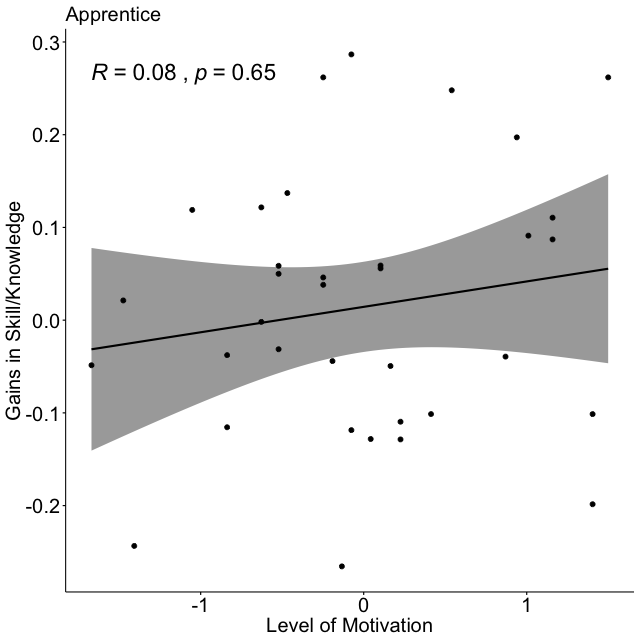 Apprentice
R = 0.08 , p = 0.65
Gains in Skill/Knowledge
0.3
0.2
0.1
0.0
-0.1
-0.2
-1
0
1
Level of Motivation